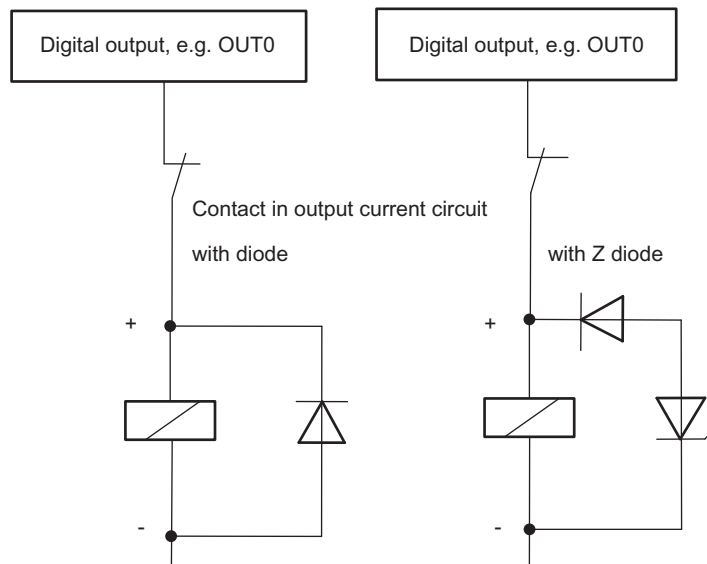 Digital output, e.g. OUT0
Digital output, e.g. OUT0
Contact in output current circuit
with diode
with Z diode
+
+
-
-